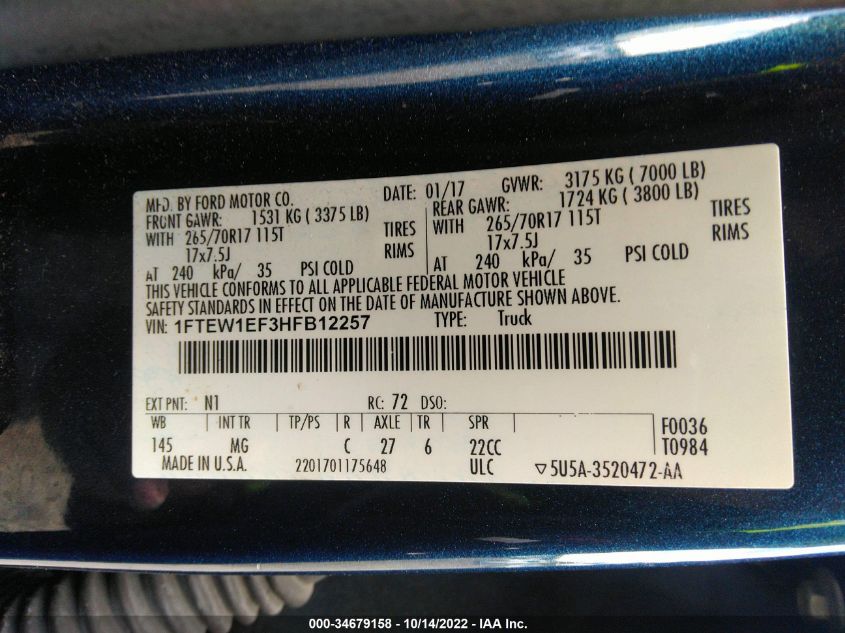 MFD. BY FORD MOTOR CO. DATE: 01/17 GVWR: 3175 KG ( 7000 LB)
FRONT GAWR: 1531 KG ( 3375 LB) REAR GAWR: 1724 KG ( 3800 LB)
WITH 265/70R17 115T TIRES WITH 265/70R17 115T TIRES
17x7.5J RIMS 17x7.5J RIMS
AT 240 kPa/ 35 PSI COLD AT 240 kPa/ 35 PSI COLD
THIS VEHICLE CONFORMS TO ALL APPLICABLE FEDERAL MOTOR VEHICLE
SAFETY STANDARDS IN EFFECT ON THE DATE OF MANUFACTURE SHOWN ABOVE.
VIN: 1FTEW1EF3HFB12257 TYPE: Truck
EXT PNT: N1 RC: 72 DSO:
WB INT TR TP/PS R AXLE TR SPR F0036
145 MG C 27 6 22CC T0984
MADE IN U.S.A. 2201701175648 ULC ▽5U5A-3520472-AA
000-34679158 - 10/14/2022 - IAA Inc.